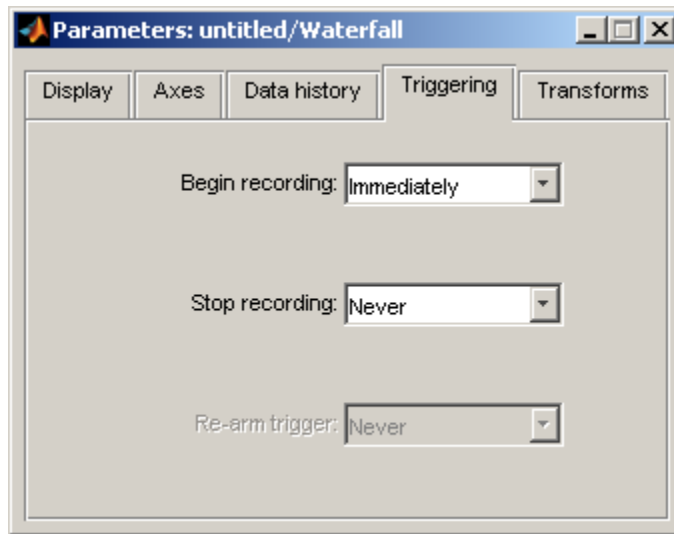 Parameters: untitled/Waterfall
Display Axes Data history Triggering Transforms
Begin recording: Immediately
Stop recording: Never
Re-arm trigger: Never